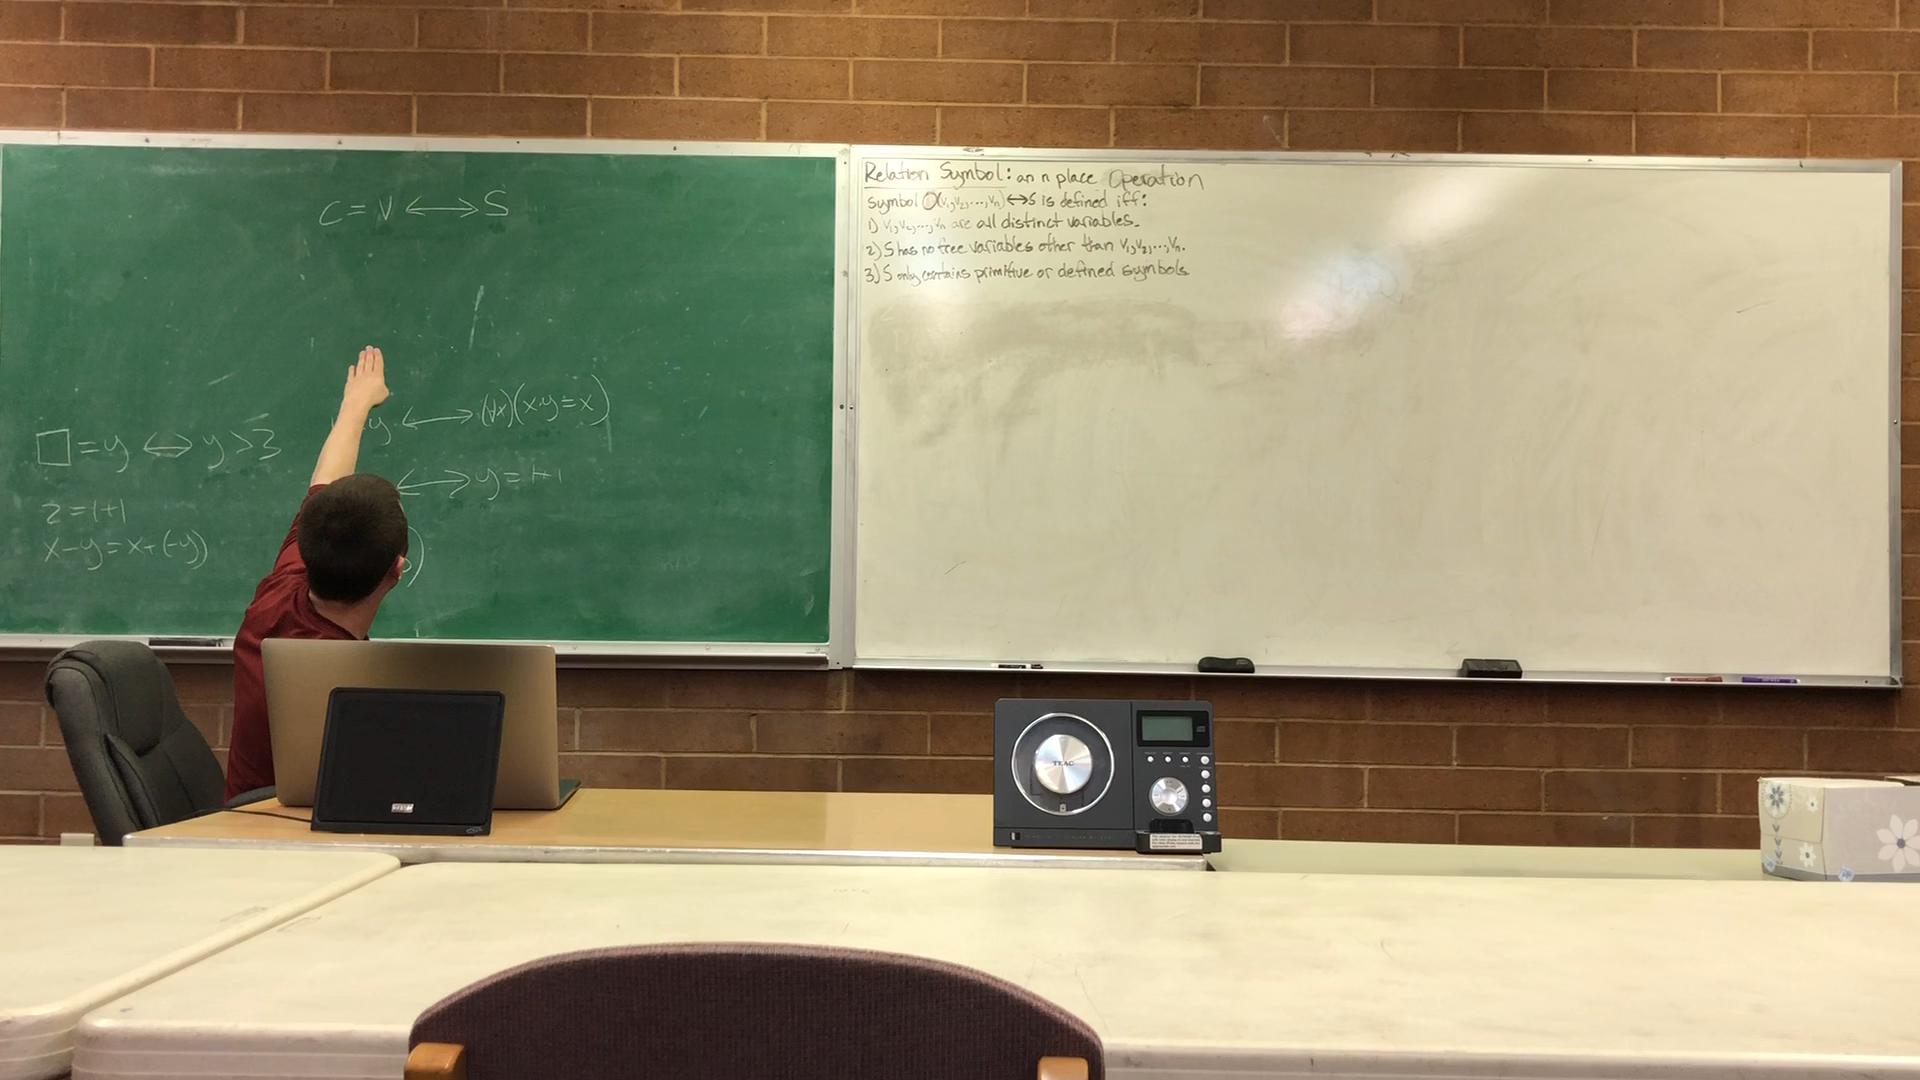 C = V ⟷ S
y ⟷ (∀x)(x·y=x)
□ = y ⟷ y > 3
⟷ y = 1+1
2 = 1+1
x-y = x+(-y)
)
Relation Symbol: an n place Operation
symbol O(v₁,v₂,...,vₙ) ↔ S is defined iff:
1) v₁,v₂,...,vₙ are all distinct variables.
2) S has no free variables other than v₁,v₂,...,vₙ.
3) S only contains primitive or defined symbols
TEAC